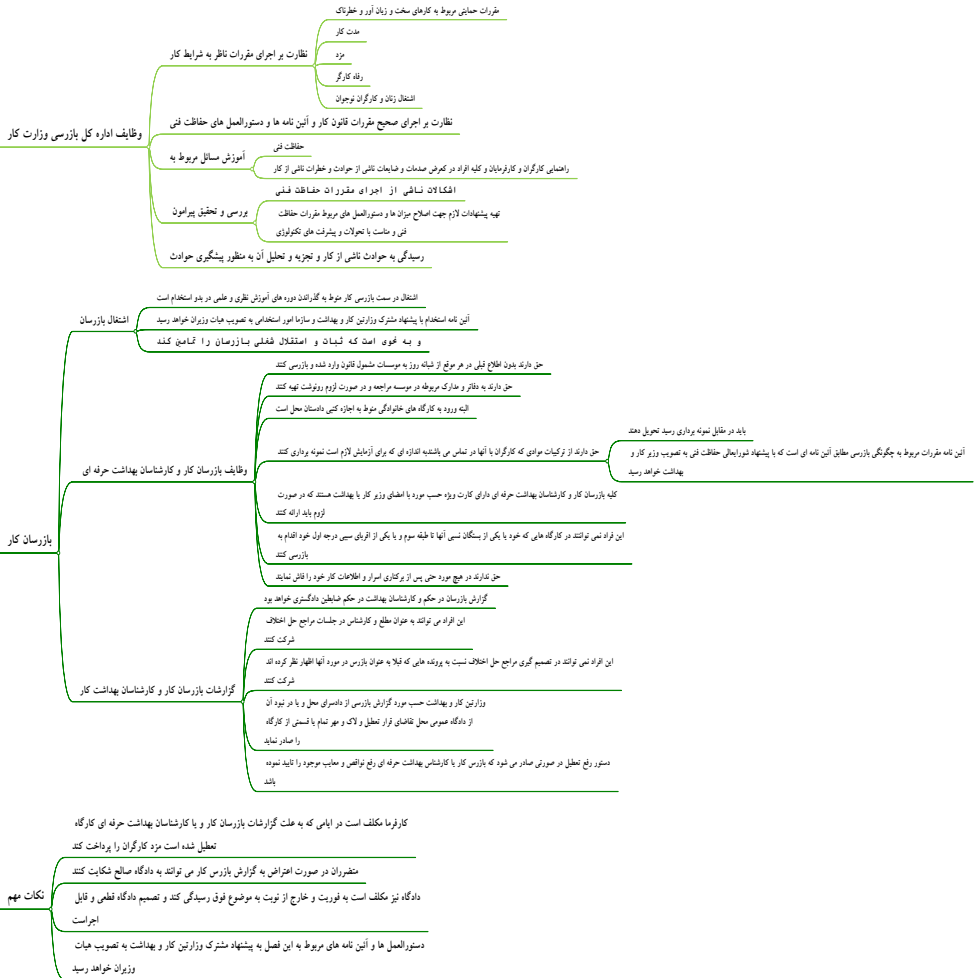 وظایف اداره کل بازرسی وزارت کار
نظارت بر اجرای مقررات ناظر به شرایط کار
مقررات حمایتی مربوط به کارهای سخت و زیان آور و خطرناک
مدت کار
مزد
رفاه کارگر
اشتغال زنان و کارگران نوجوان
نظارت بر اجرای صحیح مقررات قانون کار و آئین نامه ها و دستورالعمل های حفاظت فنی
آموزش مسائل مربوط به
حفاظت فنی
راهنمایی کارگران و کارفرمایان و کلیه افراد در کعرض صدمات و ضایعات ناشی از حوادث و خطرات ناشی از کار
بررسی و تحقیق پیرامون
اشکالات ناشی از اجرای مقررات حفاظت فنی
تهیه پیشنهادات لازم جهت اصلاح میزان ها و دستورالعمل های مربوط مقررات حفاظت
فنی و مناست با تحولات و پیشرفت های تکنولوژی
رسیدگی به حوادث ناشی از کار و تجزیه و تحلیل آن به منظور پیشگیری حوادث
بازرسان کار
اشتغال بازرسان
اشتغال در سمت بازرسی کار منوط به گذراندن دوره های آموزش نظری و علمی در بدو استخدام است
آئین نامه استخدام با پیشنهاد مشترک وزارتین کار و بهداشت و سازما امور استخدامی به تصویب هیات وزیران خواهد رسید
و به نحوی است که ثبات و استقلال شغلی بازرسان را تمامین کند
وظایف بازرسان کار و کارشناسان بهداشت حرفه ای
حق دارند بدون اطلاع قبلی در هر موقع از شبانه روز به موسسات مشمول قانون وارد شده و بازرسی کنند
حق دارند به دفاتر و مدارک مربوطه در موسسه مراجعه و در صورت لزوم رونوشت تهیه کنند
البته ورود به کارگاه های خانوادگی منوط به اجازه کتبی دادستان محل است
حق دارند از ترکیبات موادی که کارگران با آنها در تماس می باشندبه اندازه ای که برای آزمایش لازم است نمونه برداری کنند
باید در مقابل نمونه برداری رسید تحویل دهند
آئین نامه مقررات مربوط به چگونگی بازرسی مطابق آئین نامه ای است که با پیشنهاد شورایعالی حفاظت فنی به تصویب وزیر کار و
بهداشت خواهد رسید
کلیه بازرسان کار و کارشناسان بهداشت حرفه ای دارای کارت ویژه حسب مورد با امضای وزیر کار یا بهداشت هستند که در صورت
لزوم باید ارائه کنند
این فراد نمی توانند در کارگاه هایی که خود یا یکی از بستگان نسبی آنها تا طبقه سوم و یا یکی از اقربای سببی درجه اول خود اقدام به
بازرسی کنند
حق ندارند در هیچ مورد حتی پس از برکناری اسرار و اطلاعات کار خود را فاش نمایند
گزارشات بازرسان کار و کارشناسان بهداشت کار
گزارش بازرسان در حکم و کارشناسان بهداشت در حکم ضابطین دادگستری خواهد بود
این افراد می توانند به عنوان مطلع و کارشناس در جلسات مراجع حل اختلاف
شرکت کنند
این افراد نمی توانند در تصمیم گیری مراجع حل اختلاف نسبت به پرونده هایی که قبلا به عنوان بازرس در مورد آنها اظهار نظر کرده اند
شرکت کنند
وزارتین کار و بهداشت حسب مورد گزارش بازرسی از دادسرای محل و یا در نبود آن
از دادگاه عمومی محل تقاضای قرار تعطیل و لاک و مهر تمام یا قسمتی از کارگاه
را صادر نماید
دستور رفع تعطیل در صورتی صادر می شود که بازرس کار یا کارشناس بهداشت حرفه ای رفع نواقص و معایب موجود را تایید نموده
باشد
نکات مهم
کارفرما مکلف است در ایامی که به علت گزارشات بازرسان کار و یا کارشناسان بهداشت حرفه ای کارگاه
تعطیل شده است مزد کارگران را پرداخت کند
متضرران در صورت اعتراض به گزارش بازرس کار می توانند به دادگاه صالح شکایت کنند
دادگاه نیز مکلف است به فوریت و خارج از نوبت به موضوع فوق رسیدگی کند و تصمیم دادگاه قطعی و قابل
اجراست
دستورالعمل ها و آئین نامه های مربوط به این فصل به پیشنهاد مشترک وزارتین کار و بهداشت به تصویب هیات
وزیران خواهد رسید